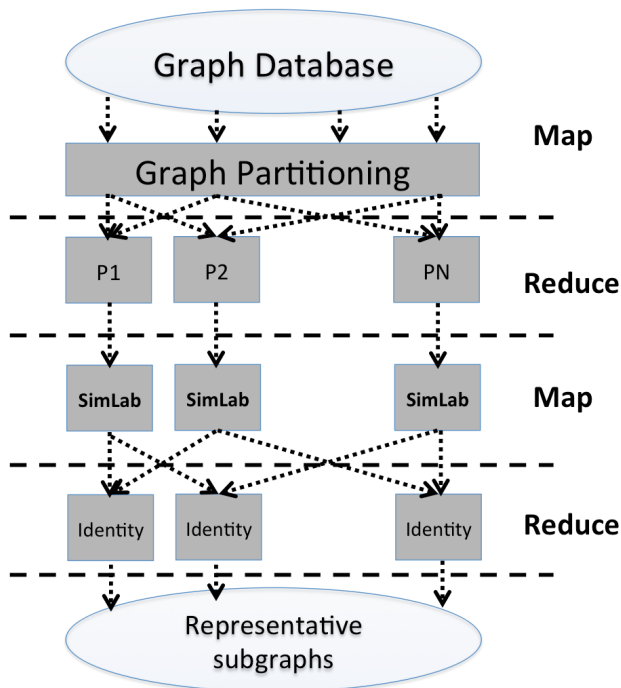 Graph Database
Map
Graph Partitioning
P1 P2 PN
Reduce
SimLab SimLab SimLab
Map
Identity Identity Identity
Reduce
Representative
subgraphs